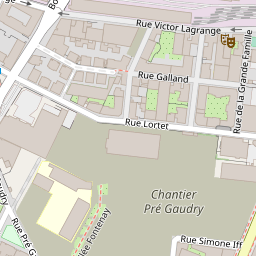 Rue Victor Lagrange
Rue Galland
Rue de la Grande Famille
Rue Lortet
Chantier
Pré Gaudry
Fontenay
Rue Pré G
Rue Simone Iff